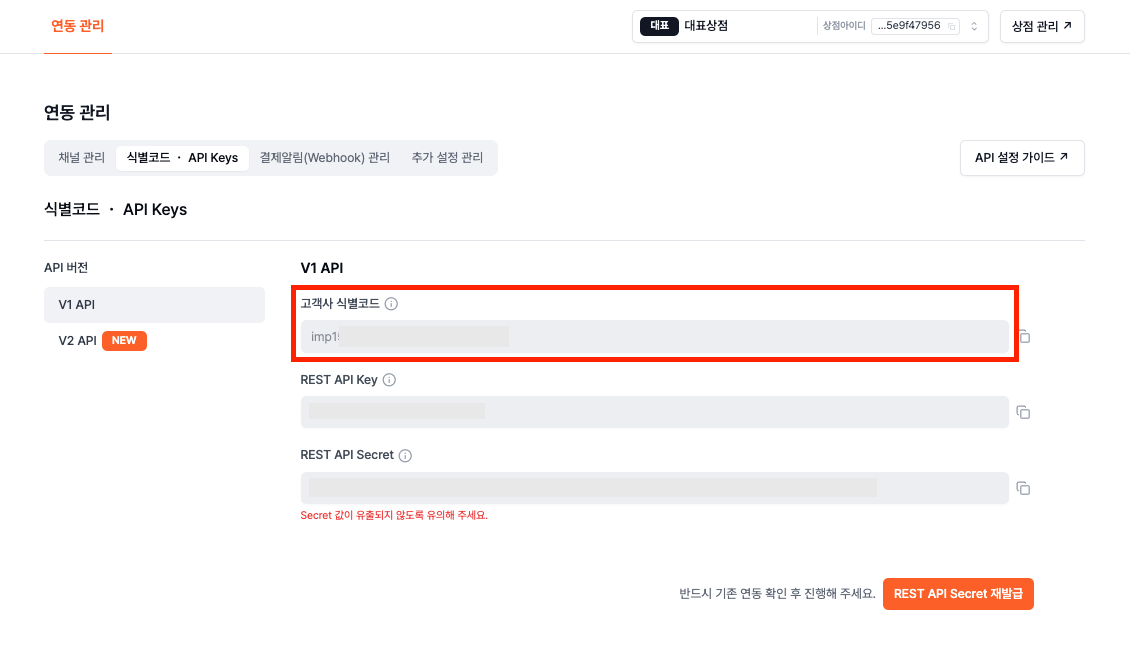 연동 관리
대표 대표상점 상점아이디 ...5e9f47956 상점 관리 ↗
연동 관리
채널 관리 식별코드 · API Keys 결제알림(Webhook) 관리 추가 설정 관리 API 설정 가이드 ↗
식별코드 · API Keys
API 버전
V1 API
V2 API NEW
V1 API
고객사 식별코드
imp1
REST API Key
REST API Secret
Secret 값이 유출되지 않도록 유의해 주세요.
반드시 기존 연동 확인 후 진행해 주세요. REST API Secret 재발급